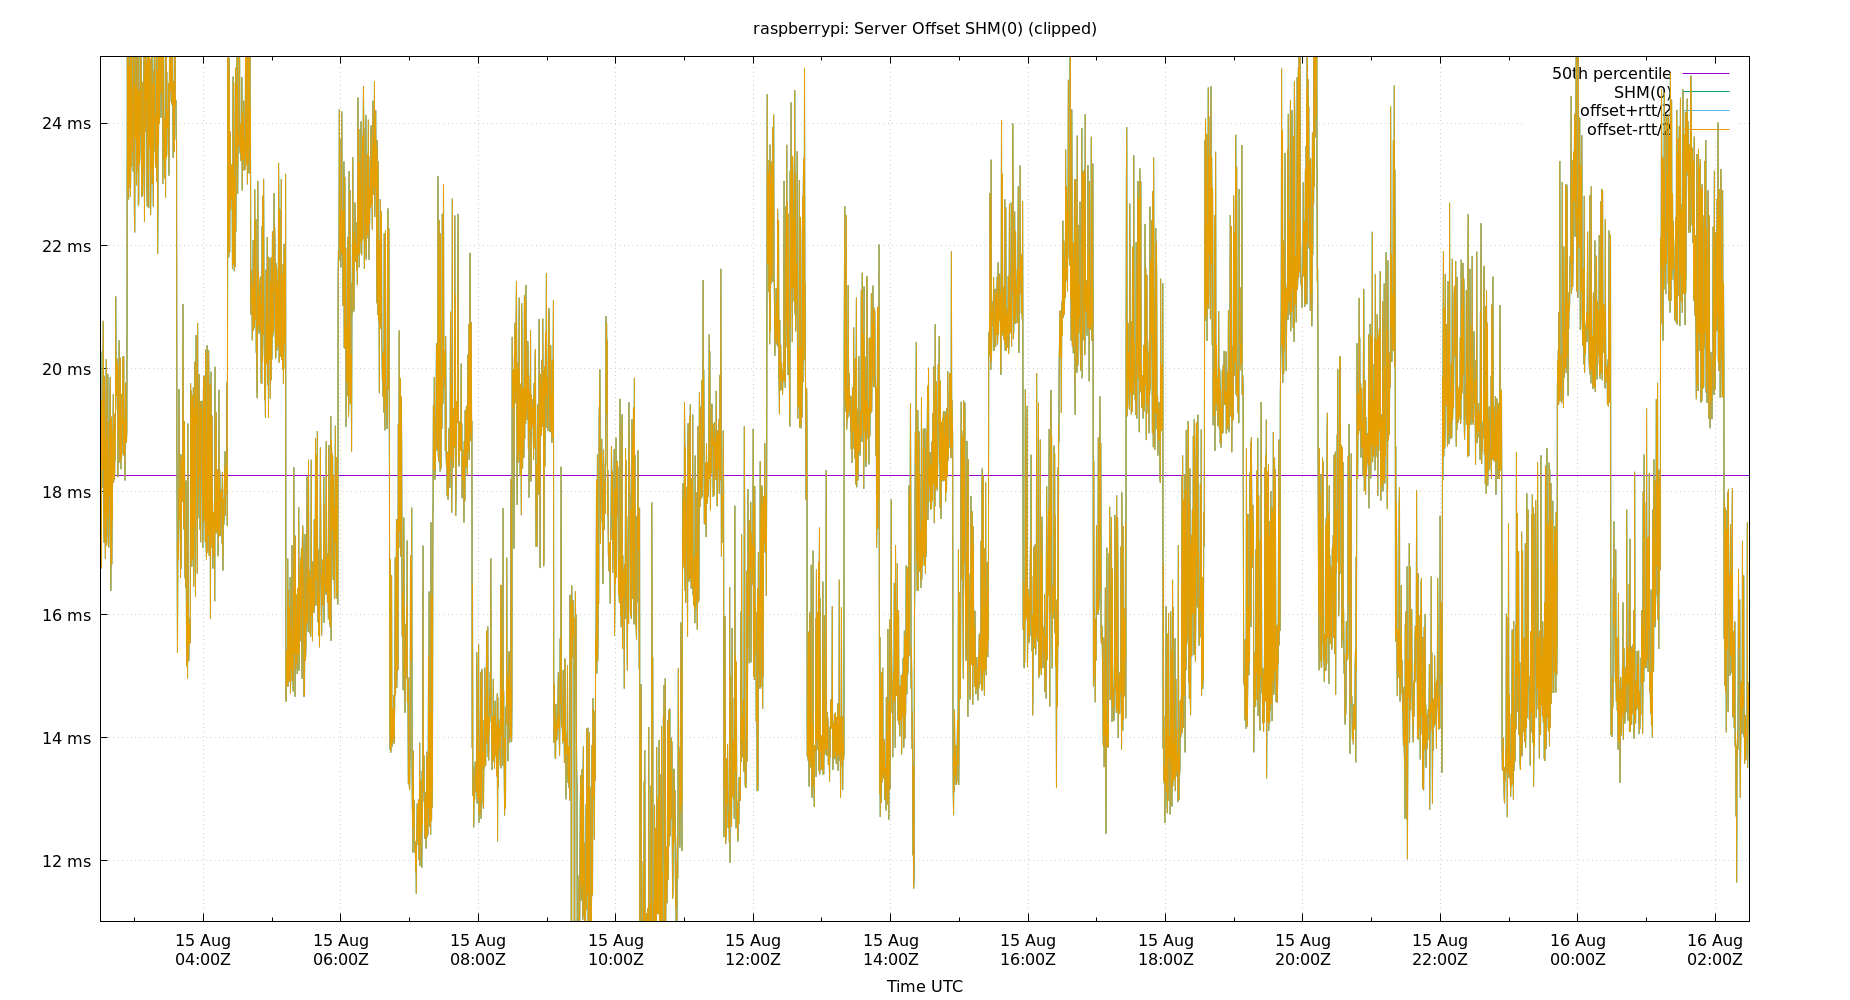 raspberrypi: Server Offset SHM(0) (clipped)
50th percentile
SHM(0)
offset+rtt/2
offset-rtt/2
24 ms
22 ms
20 ms
18 ms
16 ms
14 ms
12 ms
15 Aug 15 Aug 15 Aug 15 Aug 15 Aug 15 Aug 15 Aug 15 Aug 15 Aug 15 Aug 16 Aug 16 Aug
04:00Z 06:00Z 08:00Z 10:00Z 12:00Z 14:00Z 16:00Z 18:00Z 20:00Z 22:00Z 00:00Z 02:00Z
Time UTC